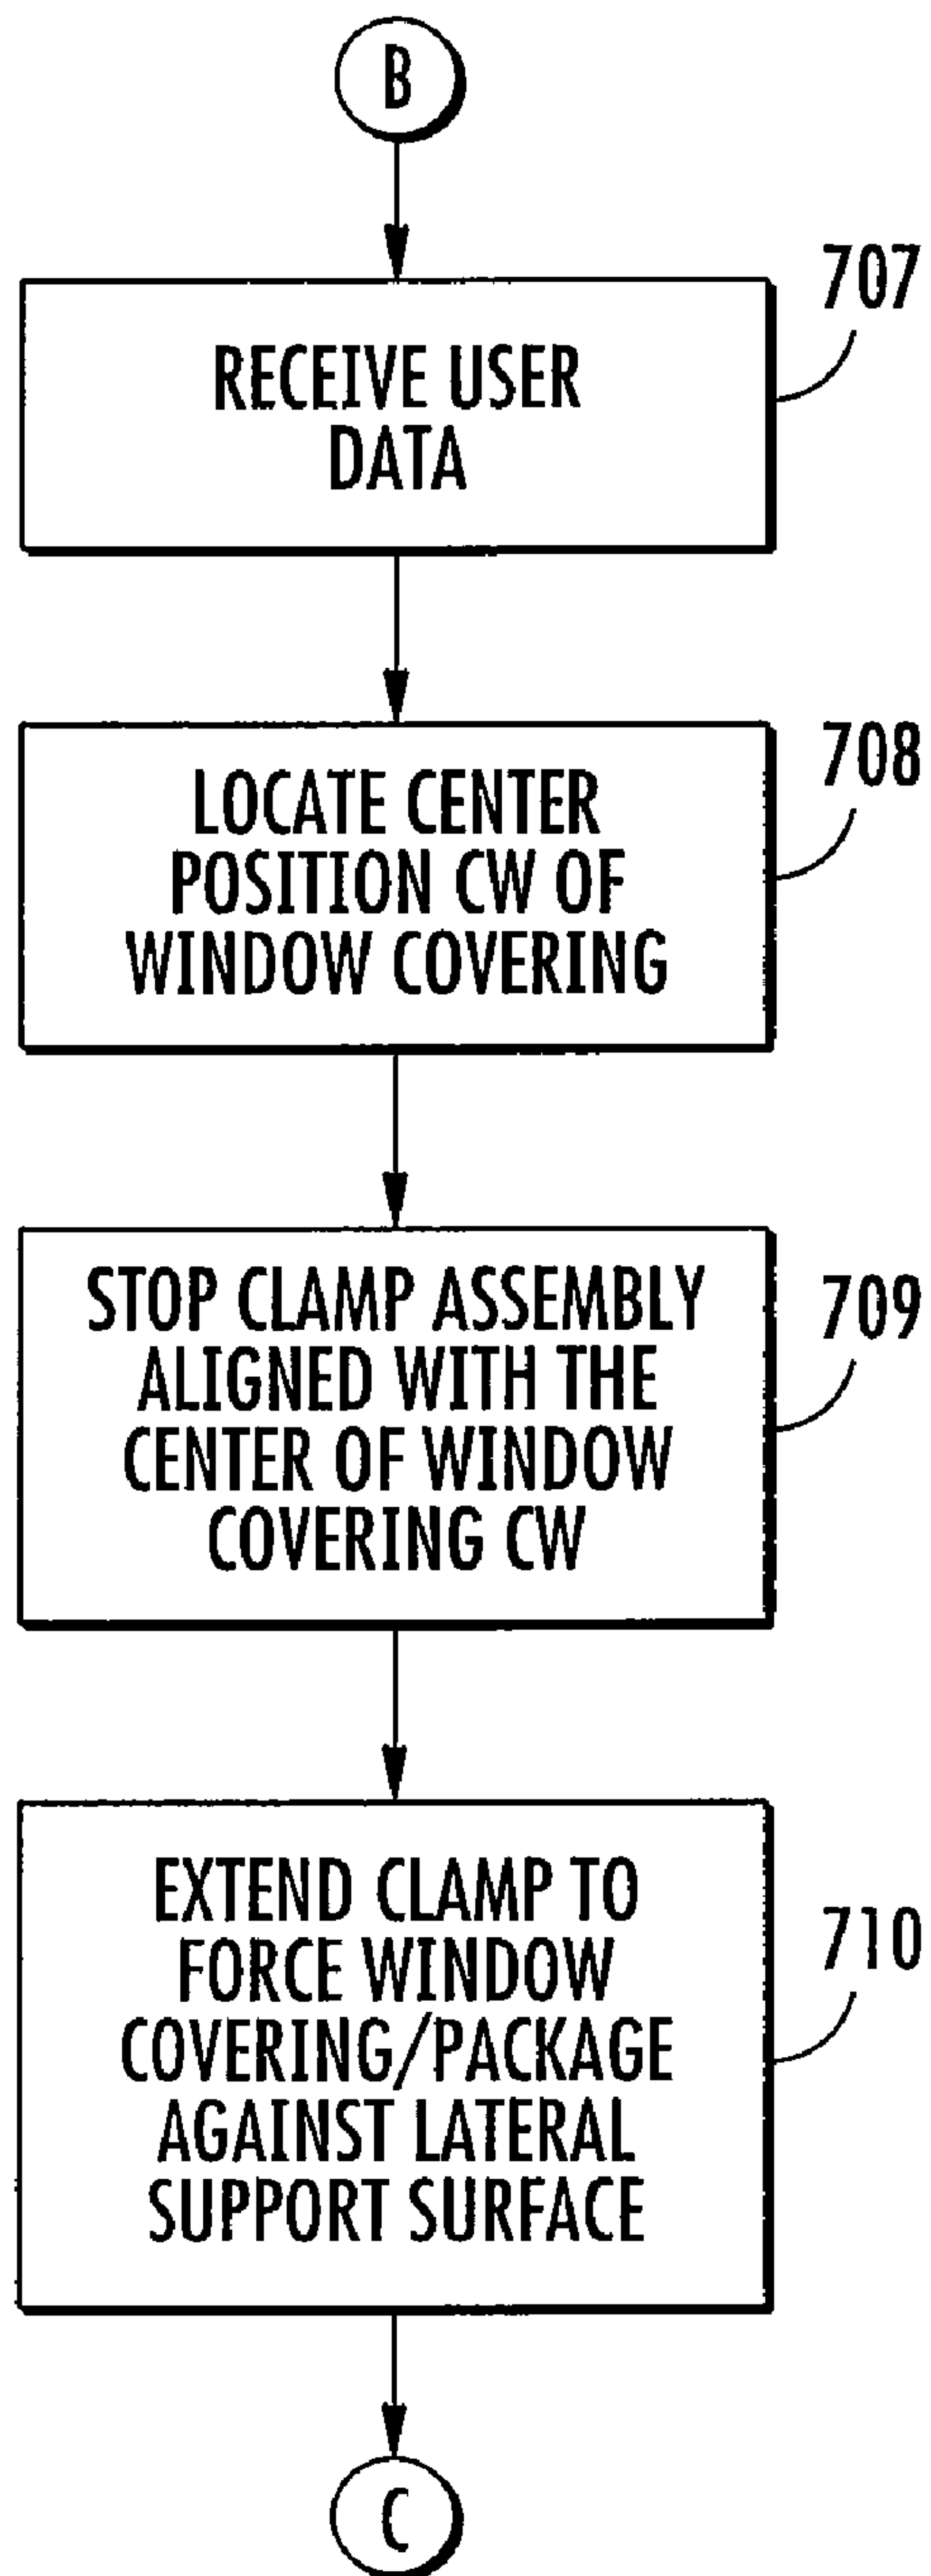 B
707
RECEIVE USER
DATA
708
LOCATE CENTER
POSITION CW OF
WINDOW COVERING
709
STOP CLAMP ASSEMBLY
ALIGNED WITH THE
CENTER OF WINDOW
COVERING CW
710
EXTEND CLAMP TO
FORCE WINDOW
COVERING/PACKAGE
AGAINST LATERAL
SUPPORT SURFACE
C